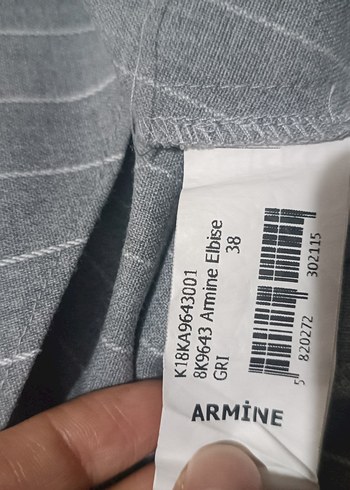 K18KA9643001
8K9643 Armine Elbise
GRI
38
5 820272 302115
ARMİNE